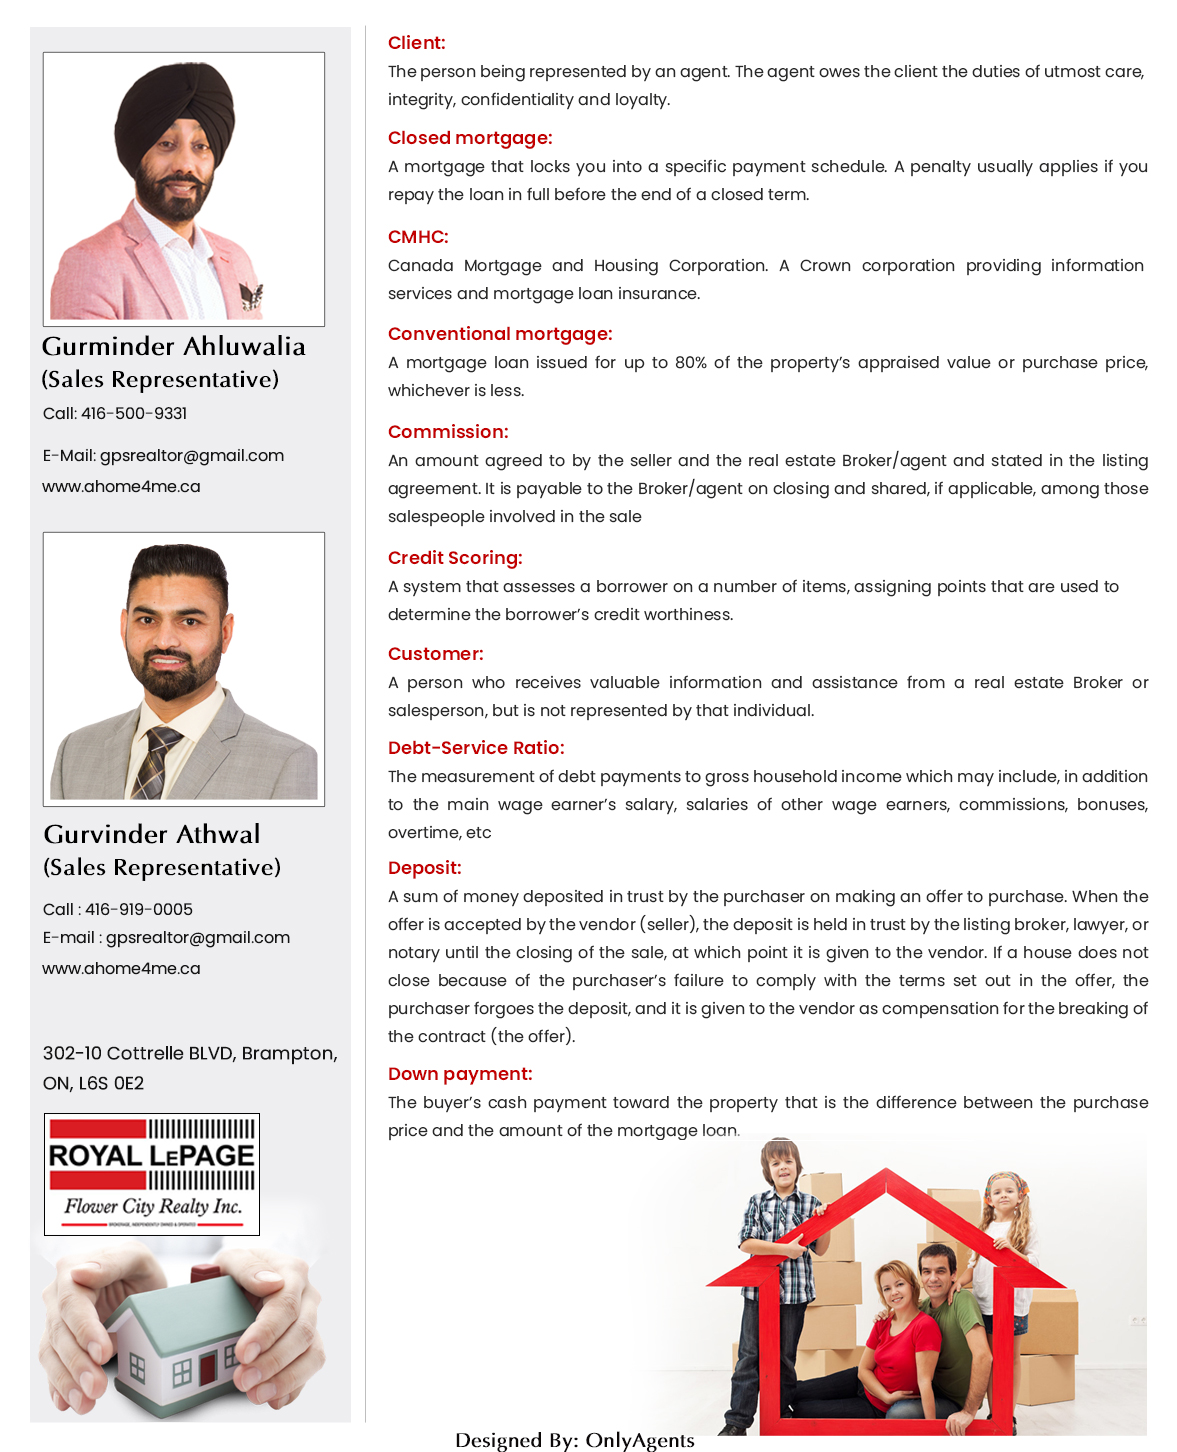 Gurminder Ahluwalia
(Sales Representative)
Call: 416-500-9331
E-Mail: gpsrealtor@gmail.com
www.ahome4me.ca
Gurvinder Athwal
(Sales Representative)
Call : 416-919-0005
E-mail : gpsrealtor@gmail.com
www.ahome4me.ca
302-10 Cottrelle BLVD, Brampton,
ON, L6S 0E2
ROYAL LEPAGE
Flower City Realty Inc.
BROKERAGE, INDEPENDENTLY OWNED & OPERATED
Client:
The person being represented by an agent. The agent owes the client the duties of utmost care,
integrity, confidentiality and loyalty.
Closed mortgage:
A mortgage that locks you into a specific payment schedule. A penalty usually applies if you
repay the loan in full before the end of a closed term.
CMHC:
Canada Mortgage and Housing Corporation. A Crown corporation providing information
services and mortgage loan insurance.
Conventional mortgage:
A mortgage loan issued for up to 80% of the property's appraised value or purchase price,
whichever is less.
Commission:
An amount agreed to by the seller and the real estate Broker/agent and stated in the listing
agreement. It is payable to the Broker/agent on closing and shared, if applicable, among those
salespeople involved in the sale
Credit Scoring:
A system that assesses a borrower on a number of items, assigning points that are used to
determine the borrower's credit worthiness.
Customer:
A person who receives valuable information and assistance from a real estate Broker or
salesperson, but is not represented by that individual.
Debt-Service Ratio:
The measurement of debt payments to gross household income which may include, in addition
to the main wage earner's salary, salaries of other wage earners, commissions, bonuses,
overtime, etc
Deposit:
A sum of money deposited in trust by the purchaser on making an offer to purchase. When the
offer is accepted by the vendor (seller), the deposit is held in trust by the listing broker, lawyer, or
notary until the closing of the sale, at which point it is given to the vendor. If a house does not
close because of the purchaser's failure to comply with the terms set out in the offer, the
purchaser forgoes the deposit, and it is given to the vendor as compensation for the breaking of
the contract (the offer).
Down payment:
The buyer's cash payment toward the property that is the difference between the purchase
price and the amount of the mortgage loan.
Designed By: OnlyAgents